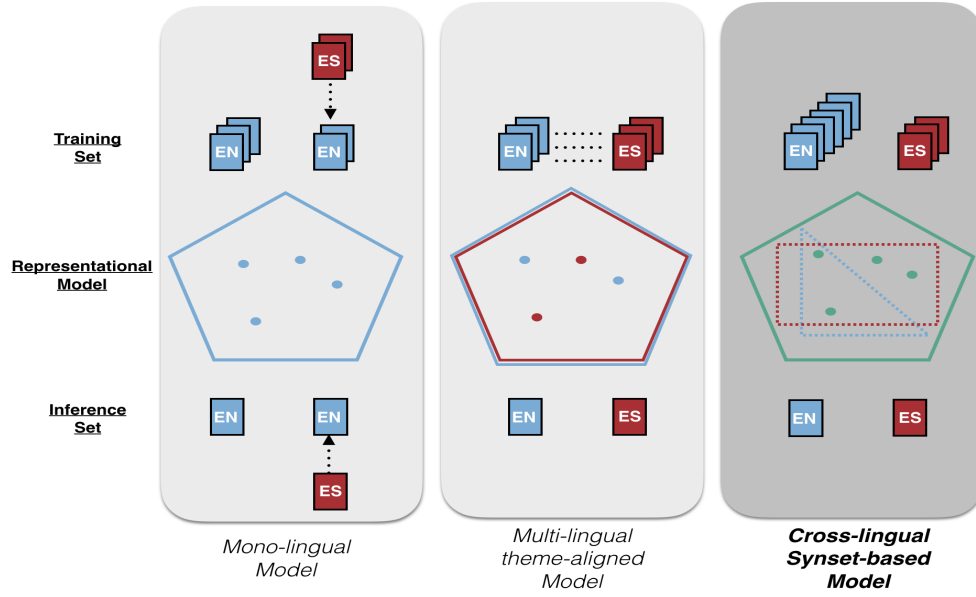 ES
Training
Set
EN
EN
EN
ES
EN
ES
Representational
Model
Inference
Set
EN
EN
EN
ES
EN
ES
ES
Mono-lingual
Model
Multi-lingual
theme-aligned
Model
Cross-lingual
Synset-based
Model